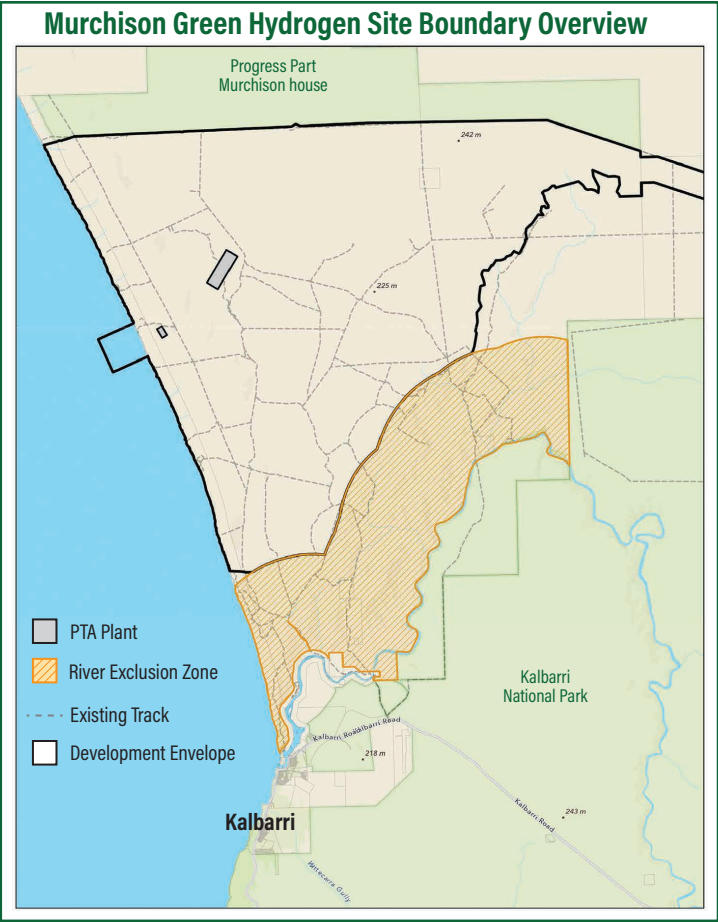 Murchison Green Hydrogen Site Boundary Overview
Progress Part
Murchison house
242 m
225 m
PTA Plant
River Exclusion Zone
Existing Track
Development Envelope
Kalbarri
National Park
Kalbarri Road
Kalbarri Road
218 m
243 m
Kalbarri Road
Kalbarri
Wittecarra Gully